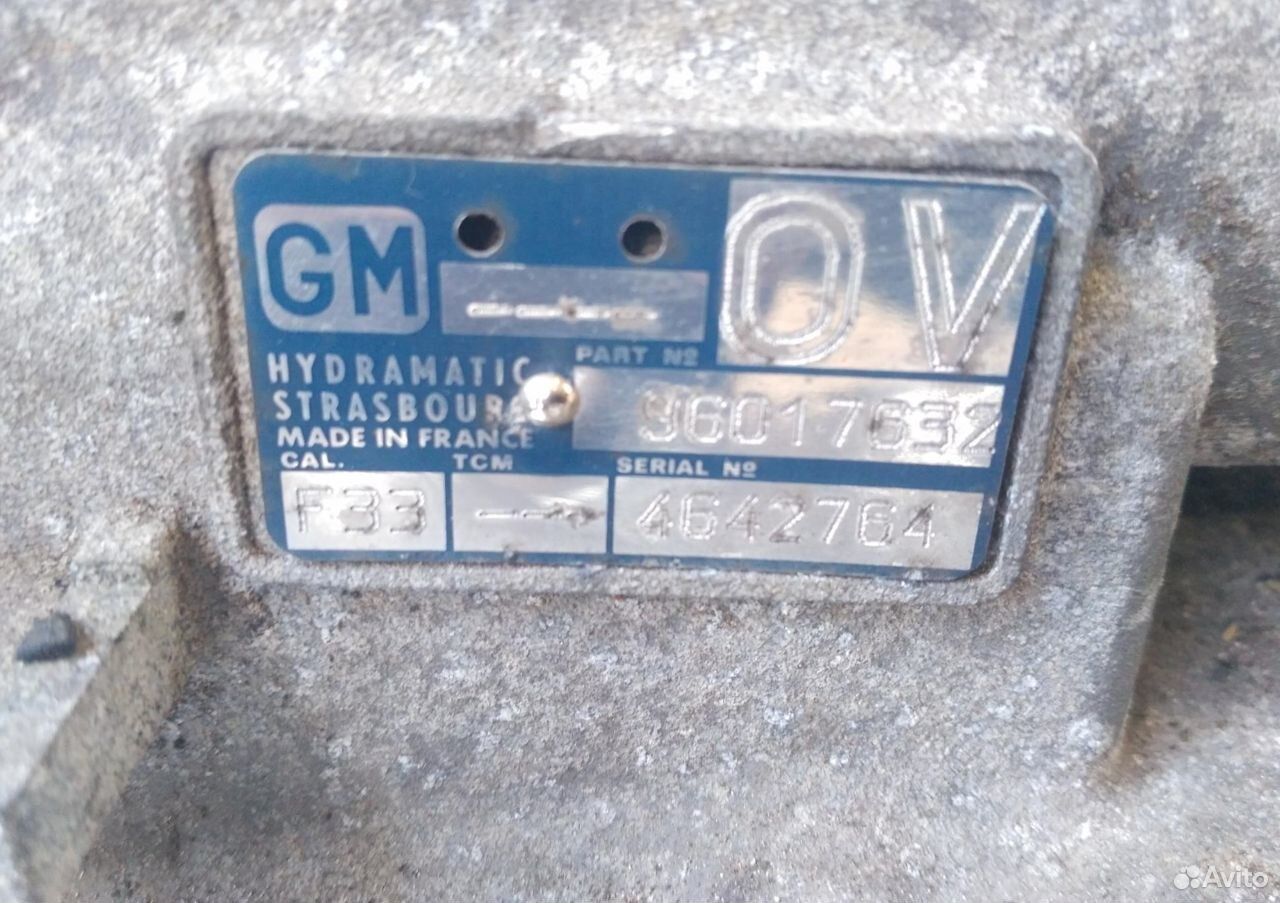 GM
OV
PART Nº
HYDRAMATIC
96017632
STRASBOURG
MADE IN FRANCE
CAL. TCM SERIAL Nº
F33 4642764
Avito